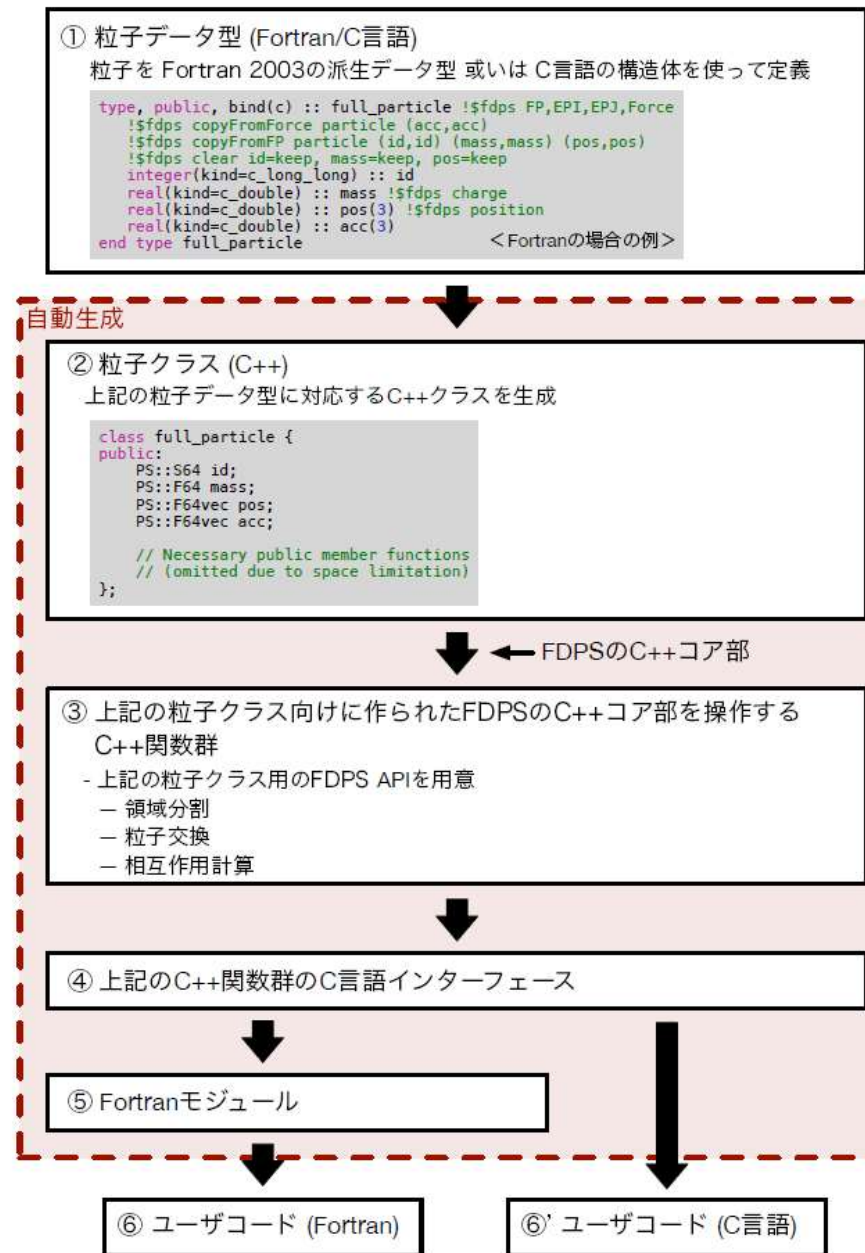 ① 粒子データ型 (Fortran/C言語)
粒子を Fortran 2003の派生データ型 或いは C言語の構造体を使って定義
type, public, bind(c) :: full_particle !$fdps FP,EPI,EPJ,Force
!$fdps copyFromForce particle (acc,acc)
!$fdps copyFromFP particle (id,id) (mass,mass) (pos,pos)
!$fdps clear id=keep, mass=keep, pos=keep
integer(kind=c_long_long) :: id
real(kind=c_double) :: mass !$fdps charge
real(kind=c_double) :: pos(3) !$fdps position
real(kind=c_double) :: acc(3)
end type full_particle
<Fortranの場合の例>
自動生成
② 粒子クラス (C++)
上記の粒子データ型に対応するC++クラスを生成
class full_particle {
public:
PS::S64 id;
PS::F64 mass;
PS::F64vec pos;
PS::F64vec acc;
// Necessary public member functions
// (omitted due to space limitation)
};
FDPSのC++コア部
③ 上記の粒子クラス向けに作られたFDPSのC++コア部を操作する
C++関数群
- 上記の粒子クラス用のFDPS APIを用意
— 領域分割
— 粒子交換
— 相互作用計算
④ 上記のC++関数群のC言語インターフェース
⑤ Fortranモジュール
⑥ ユーザコード (Fortran)
⑥’ ユーザコード (C言語)